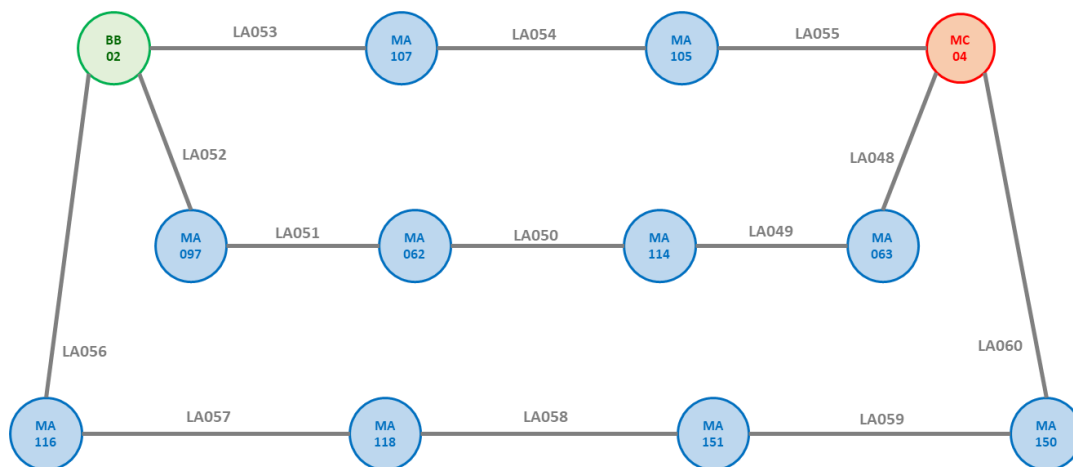 LA053
LA054
LA055
BB
02
MA
107
MA
105
MC
04
LA052
LA048
MA
097
LA051
MA
062
LA050
MA
114
LA049
MA
063
LA056
LA060
MA
116
LA057
MA
118
LA058
MA
151
LA059
MA
150